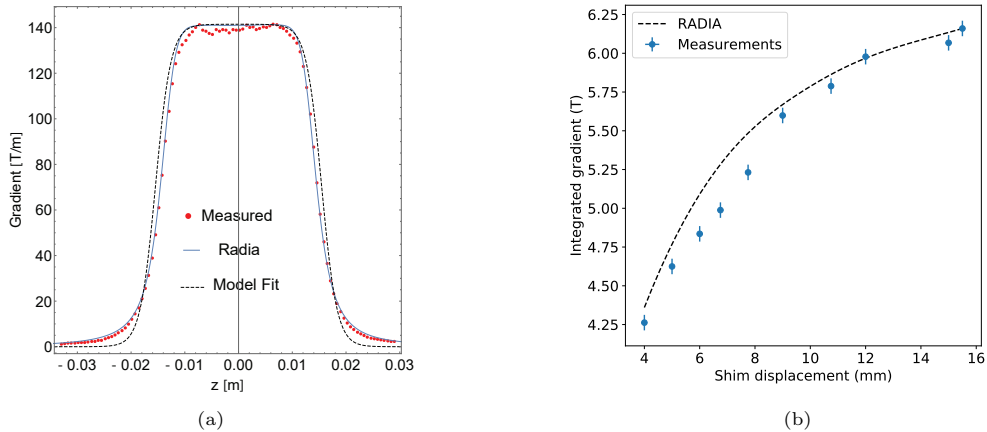 Gradient [T/m]
140
120
100
80
60
40
20
0
- 0.03
- 0.02
- 0.01
0.00
0.01
0.02
0.03
z [m]
Measured
Radia
Model Fit
(a)
Integrated gradient (T)
6.25
6.00
5.75
5.50
5.25
5.00
4.75
4.50
4.25
4
6
8
10
12
14
16
Shim displacement (mm)
RADIA
Measurements
(b)